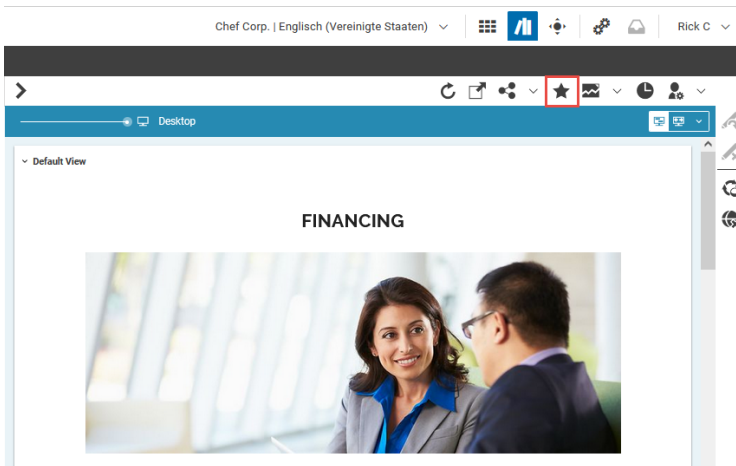 Chef Corp. | Englisch (Vereinigte Staaten)
Rick C
Desktop
Default View
FINANCING